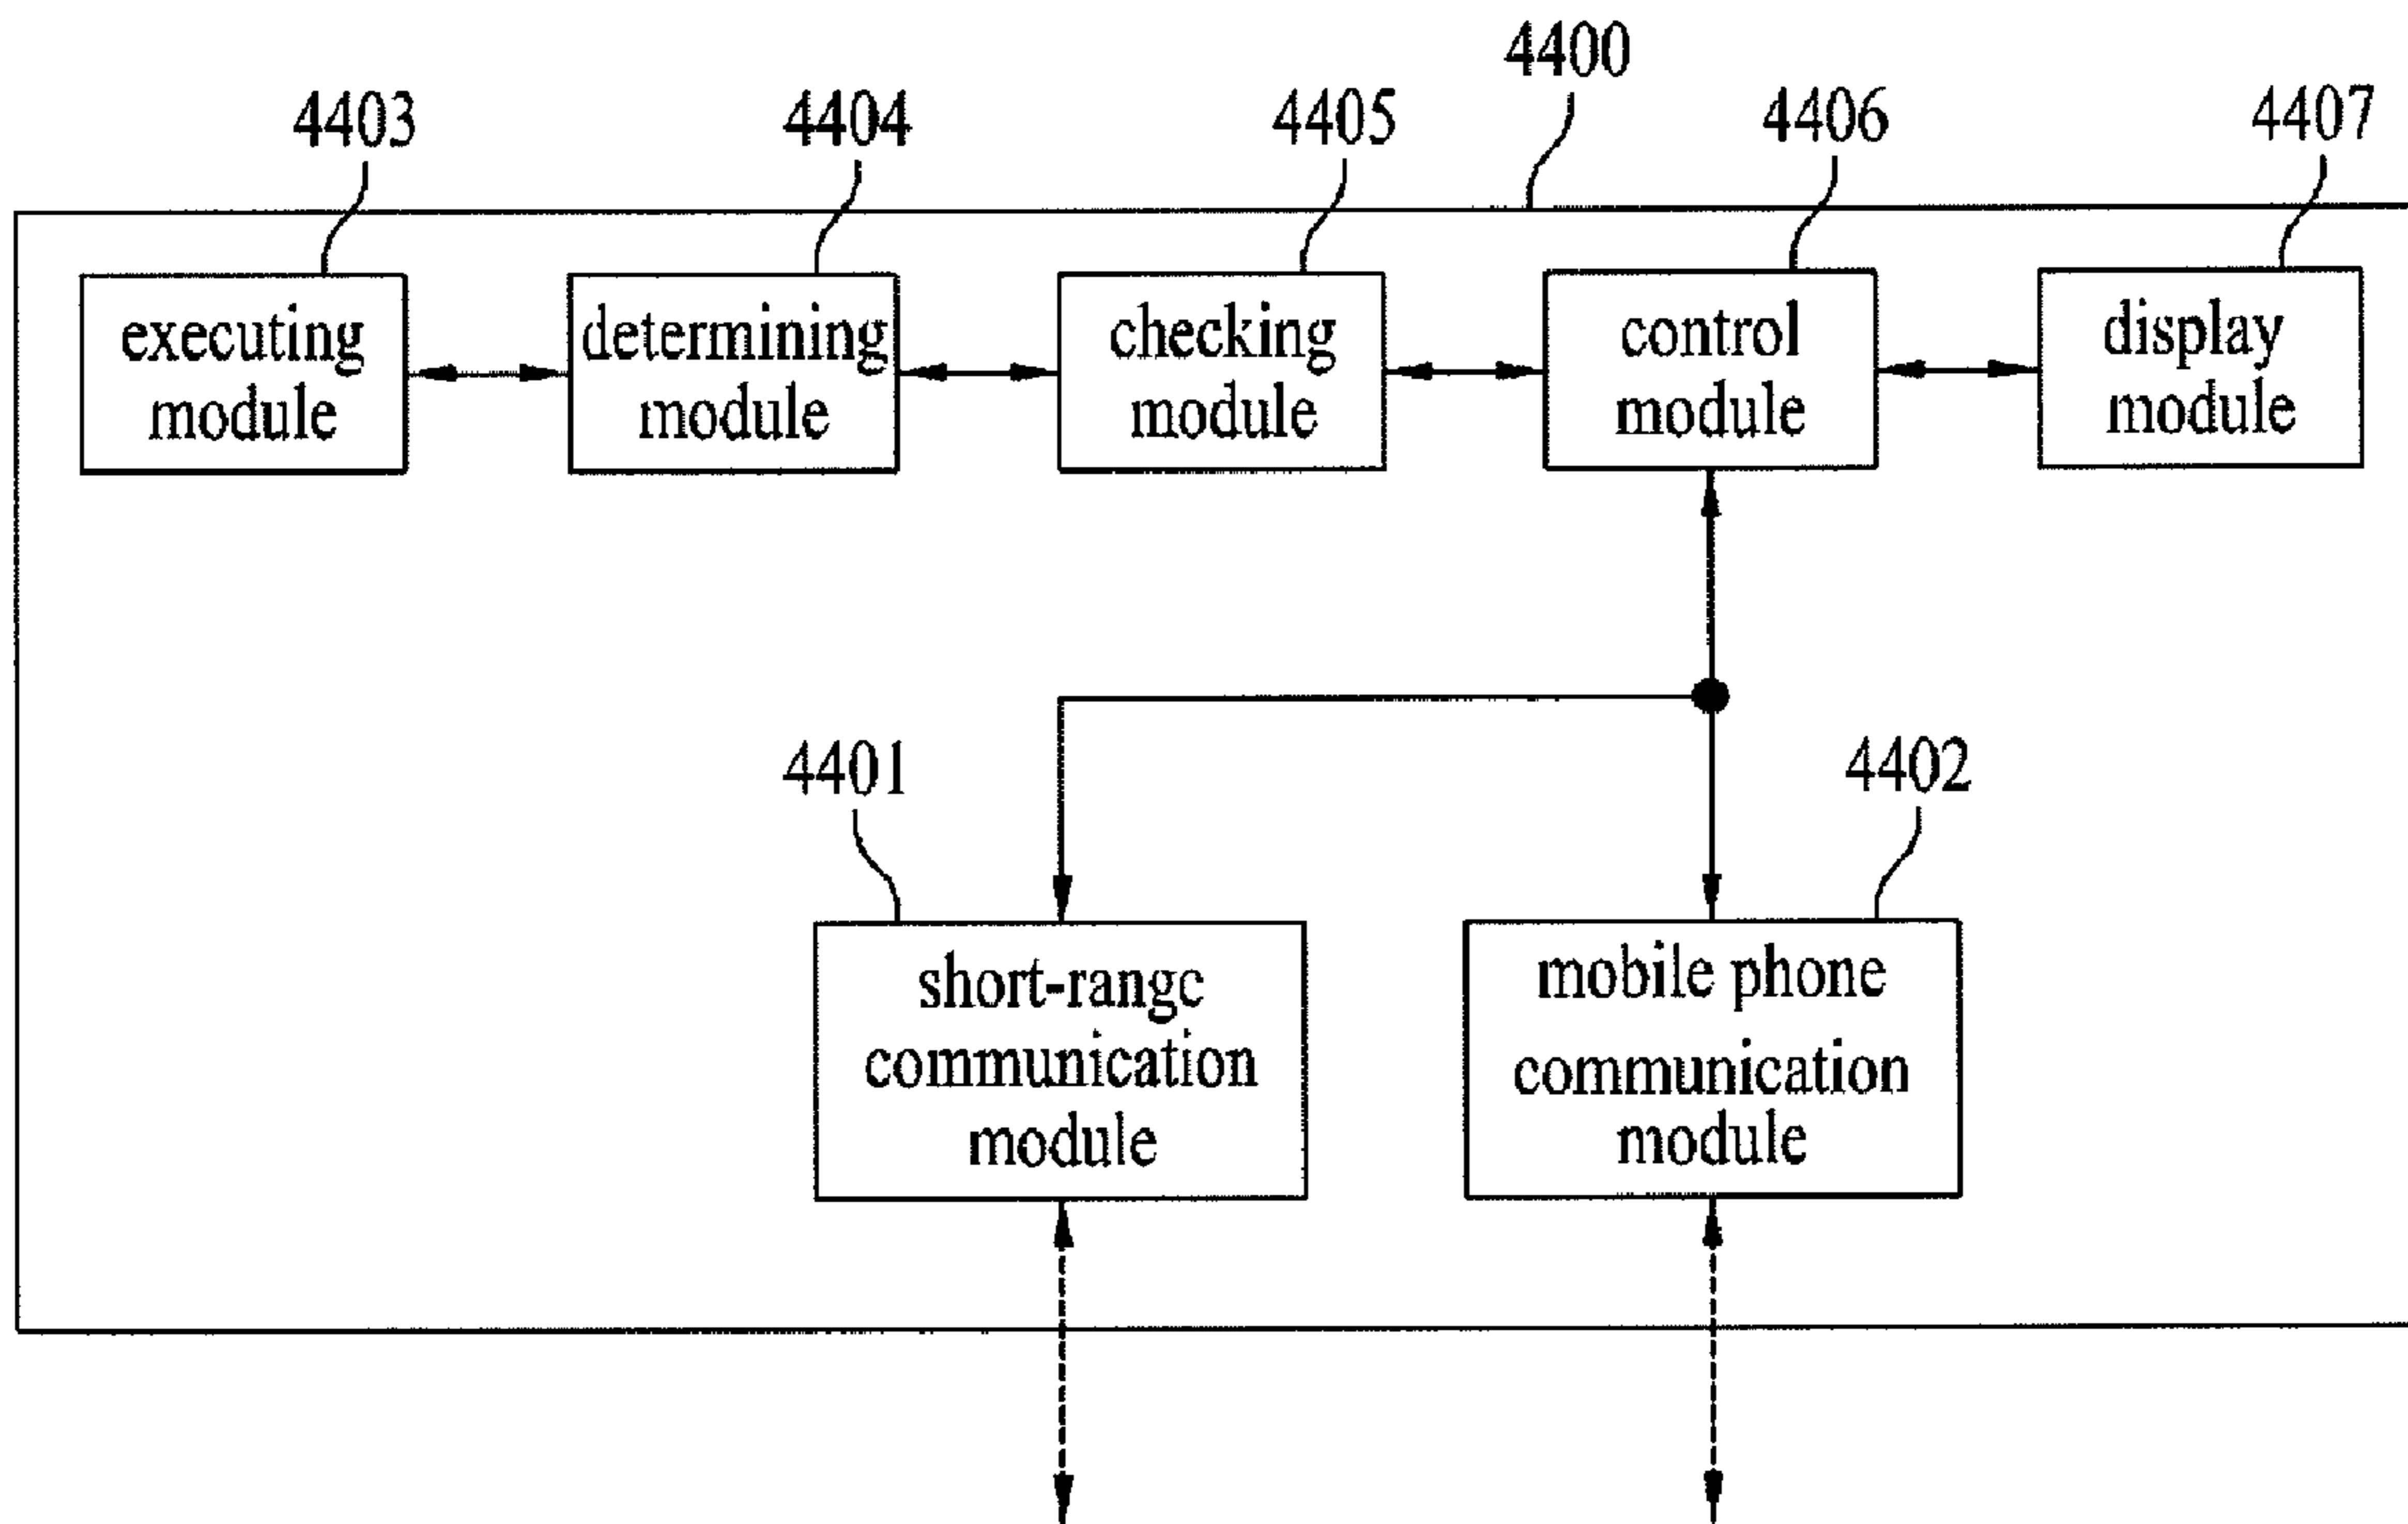 4400
4403
4404
4405
4406
4407
executing
module
determining
module
checking
module
control
module
display
module
4401
4402
short-range
communication
module
mobile phone
communication
module